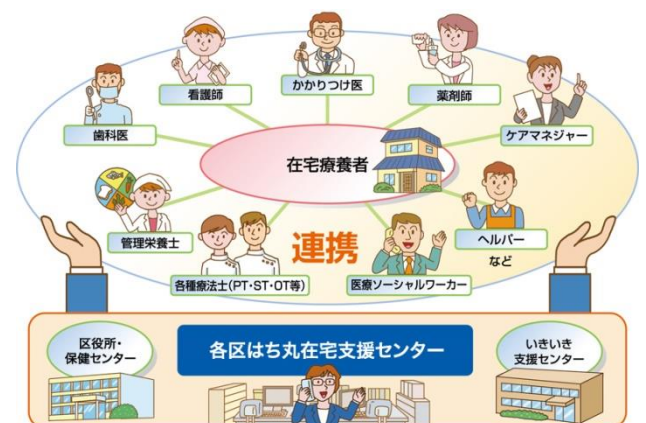 かかりつけ医
看護師
薬剤師
歯科医
ケアマネジャー
在宅療養者
管理栄養士
ヘルパー
など
連携
各種療法士(PT・ST・OT等)
医療ソーシャルワーカー
区役所・
保健センター
各区はち丸在宅支援センター
いきいき
支援センター